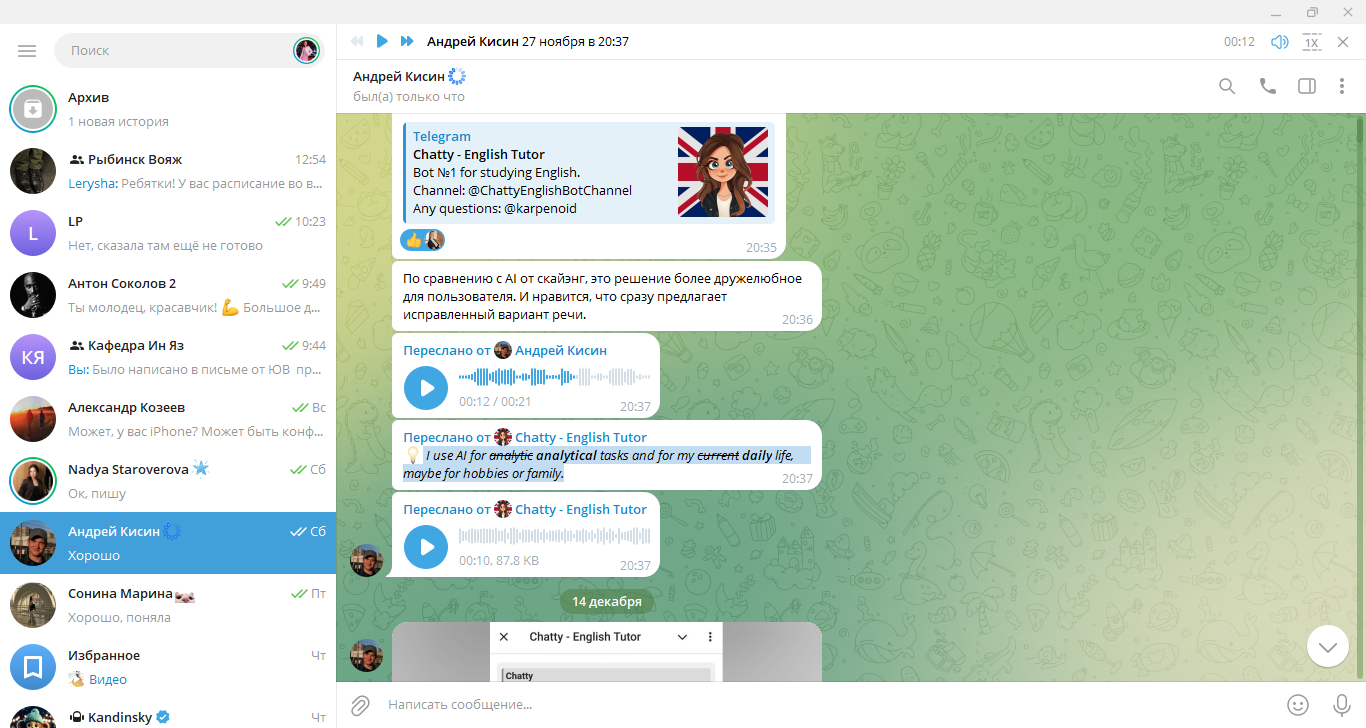 Поиск
Архив
1 новая история
Рыбинск Вояж 12:54
Lerysha: Ребятки! У вас расписание во в...
L
LP 10:23
Нет, сказала там ещё не готово
Антон Соколов 2 9:49
Ты молодец, красавчик! 💪 Большое д...
КЯ
Кафедра Ин Яз 9:44
Вы: Было написано в письме от ЮВ пр...
Александр Козеев Вс
Может, у вас iPhone? Может быть конф...
Nadya Staroverova Сб
Ок, пишу
Андрей Кисин Сб
Хорошо
Сонина Марина Пт
Хорошо, поняла
Избранное Чт
Видео
Kandinsky Чт
Андрей Кисин 27 ноября в 20:37
00:12
1X
Андрей Кисин
был(а) только что
Telegram
Chatty - English Tutor
Bot №1 for studying English.
Channel: @ChattyEnglishBotChannel
Any questions: @karpenoid
👍
20:35
По сравнению с AI от скайэнг, это решение более дружелюбное
для пользователя. И нравится, что сразу предлагает
исправленный вариант речи.
20:36
Переслано от Андрей Кисин
00:12 / 00:21
20:37
Переслано от Chatty - English Tutor
💡 I use AI for analytic analytical tasks and for my current daily life,
maybe for hobbies or family.
20:37
Переслано от Chatty - English Tutor
00:10, 87.8 KB
20:37
14 декабря
Chatty - English Tutor
Chatty
Написать сообщение...